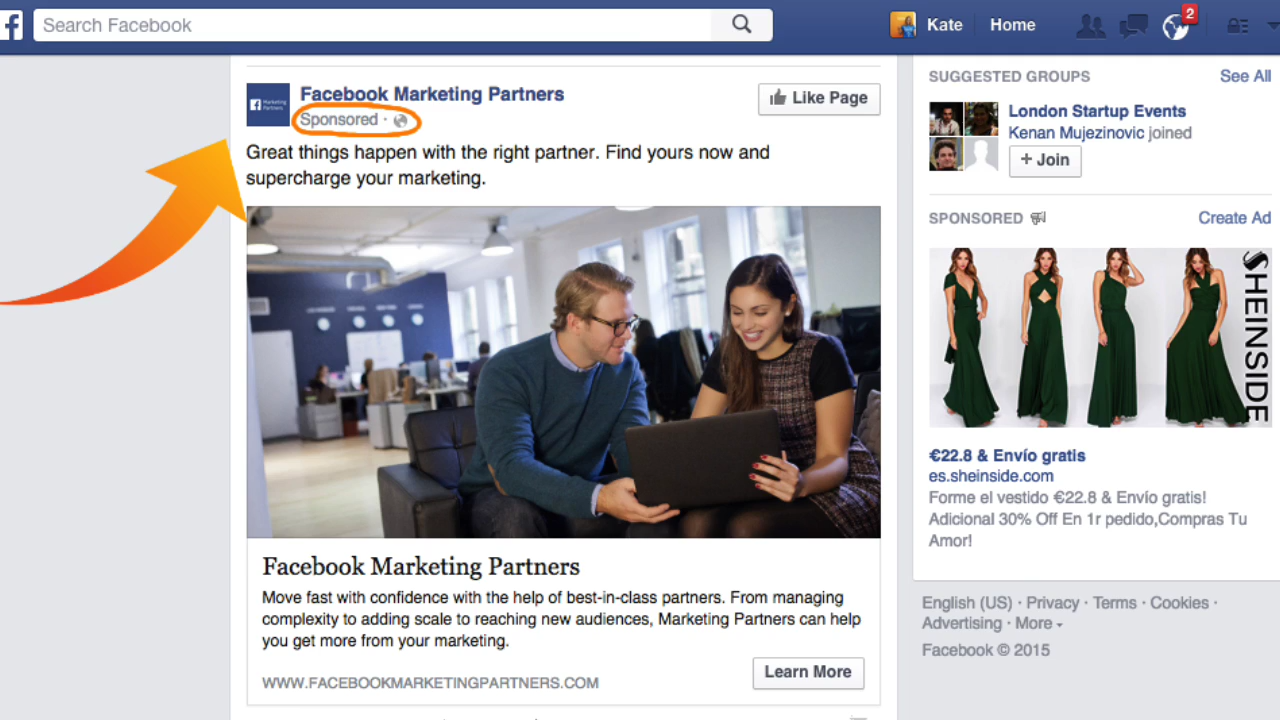 f
Search Facebook
Kate
Home
2
Facebook Marketing Partners
Sponsored ·
Like Page
Marketing
Partners
Great things happen with the right partner. Find yours now and
supercharge your marketing.
Facebook Marketing Partners
Move fast with confidence with the help of best-in-class partners. From managing
complexity to adding scale to reaching new audiences, Marketing Partners can help
you get more from your marketing.
WWW.FACEBOOKMARKETINGPARTNERS.COM
Learn More
SUGGESTED GROUPS
See All
London Startup Events
Kenan Mujezinovic joined
+ Join
SPONSORED
Create Ad
SHEINSIDE
€22.8 & Envío gratis
es.sheinside.com
Forme el vestido €22.8 & Envío gratis!
Adicional 30% Off En 1r pedido,Compras Tu
Amor!
English (US) · Privacy · Terms · Cookies ·
Advertising · More
Facebook © 2015